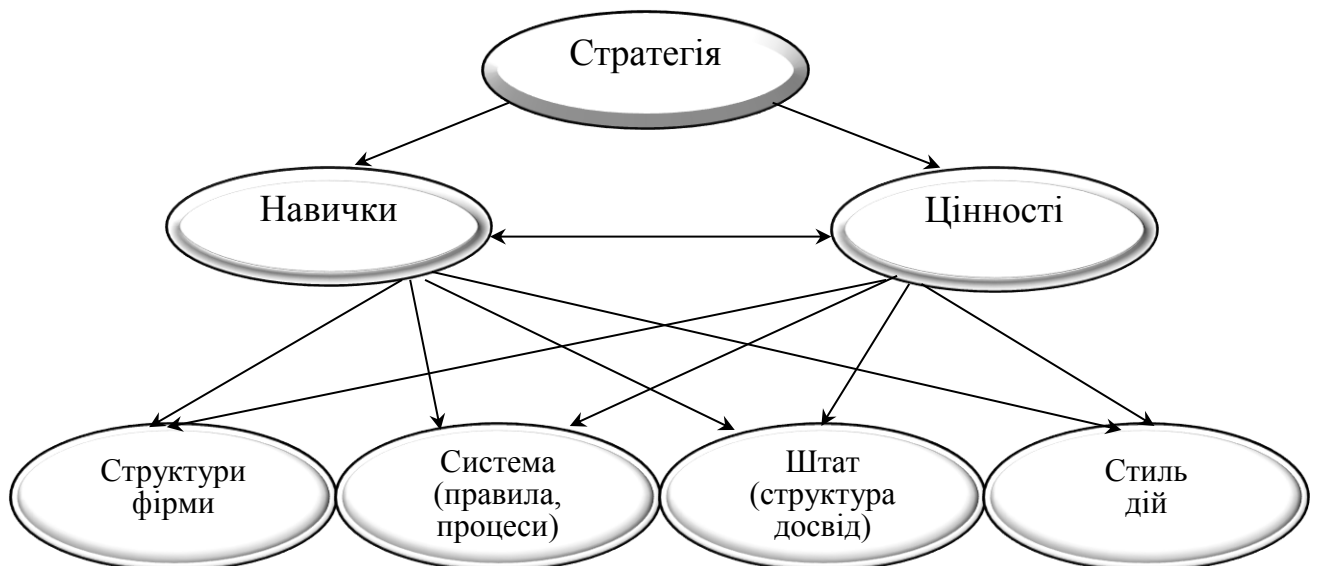 Стратегія
Навички
Цінності
Структури
фірми
Система
(правила,
процеси)
Штат
(структура
досвід)
Стиль
дій